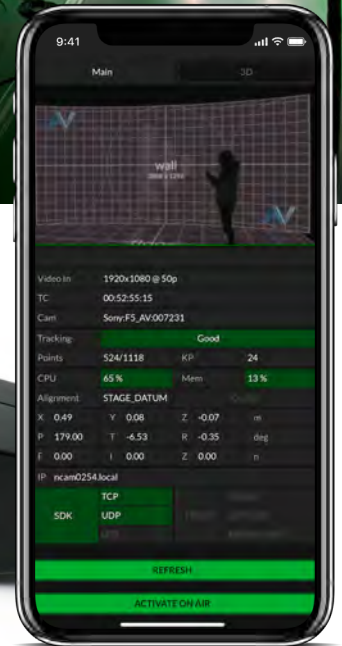 9:41
Main 3D
AV
wall
AV
Video In 1920x1080 @ 50p
TC 00:52:55:15
Cam Sony:F5_AV:007231
Tracking Good
Points 524/1118 KP 24
CPU 65 % Mem 13 %
Alignment STAGE_DATUM
X 0.49 Y 0.08 Z -0.07 m
P 179.00 T -6.53 R -0.35 deg
F 0.00 I 0.00 Z 0.00
IP ncam0254.local
TCP
SDK UDP
REFRESH
ACTIVATE ON AIR